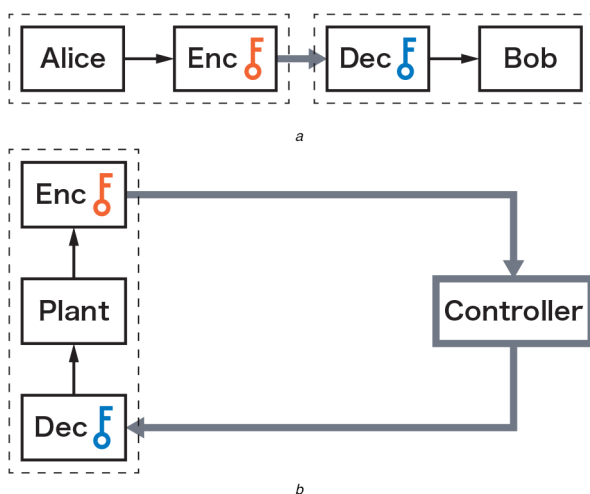 Alice Enc Dec Bob
a
Enc
Plant
Controller
Dec
b